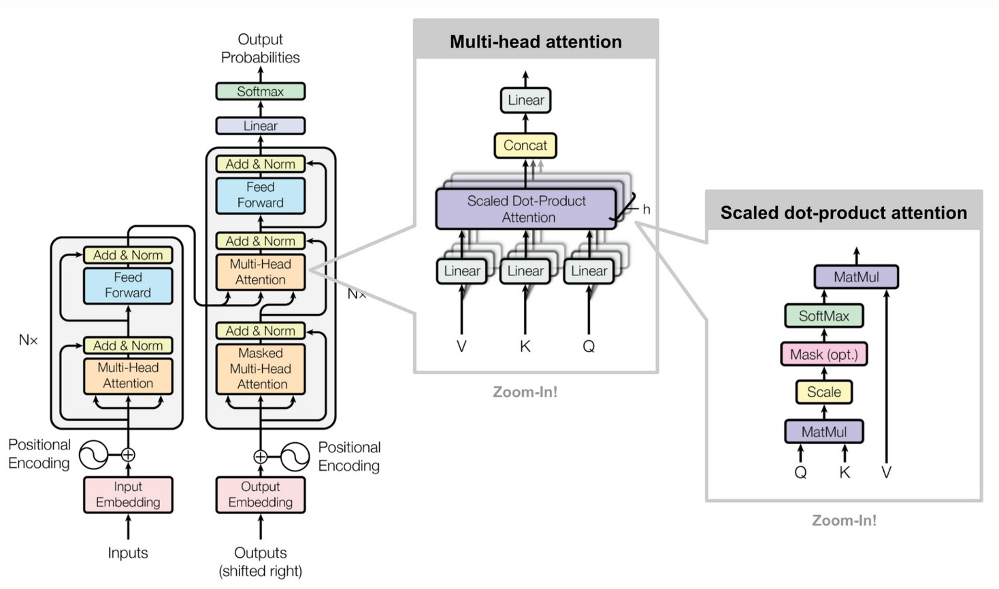 Output
Probabilities
Softmax
Linear
Add & Norm
Feed
Forward
Add & Norm
Multi-Head
Attention
Add & Norm
Masked
Multi-Head
Attention
Nx
Positional
Encoding
Output
Embedding
Outputs
(shifted right)
Add & Norm
Feed
Forward
Add & Norm
Multi-Head
Attention
Nx
Positional
Encoding
Input
Embedding
Inputs
Multi-head attention
Linear
Concat
Scaled Dot-Product
Attention
h
Linear Linear Linear
V K Q
Zoom-In!
Scaled dot-product attention
MatMul
SoftMax
Mask (opt.)
Scale
MatMul
Q K V
Zoom-In!